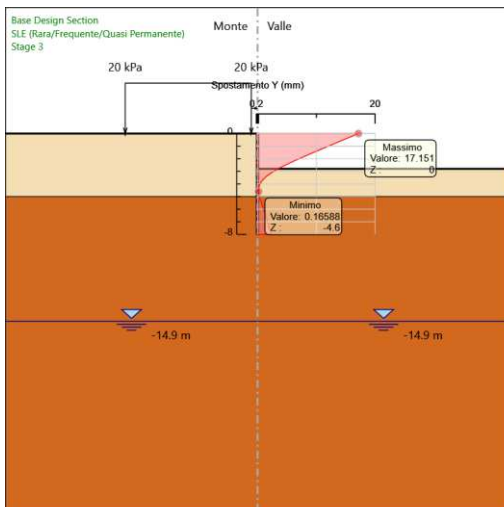 Base Design Section
SLE (Rara/Frequente/Quasi Permanente)
Stage 3
Monte
Valle
20 kPa
20 kPa
Spostamento Y (mm)
0.2
20
0
-8
Massimo
Valore: 17.151
Z : 0
Minimo
Valore: 0.16588
Z : -4.6
-14.9 m
-14.9 m